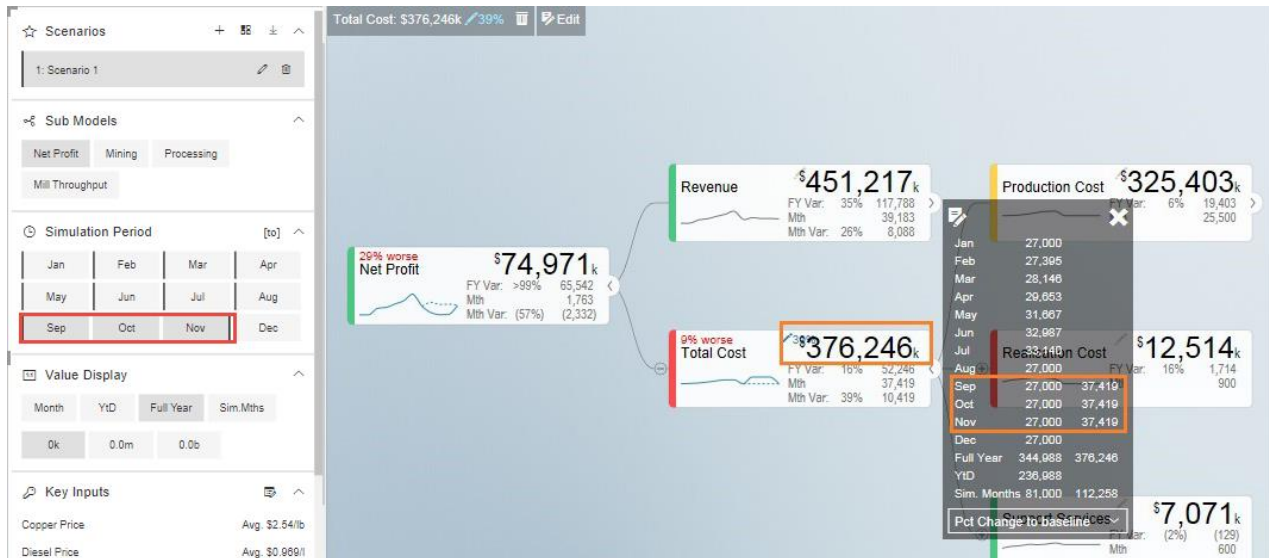 Scenarios
1: Scenario 1
Sub Models
Net Profit Mining Processing
Mill Throughput
Simulation Period [to]
Jan Feb Mar Apr
May Jun Jul Aug
Sep Oct Nov Dec
Value Display
Month YtD Full Year Sim.Mths
0k 0.0m 0.0b
Key Inputs
Copper Price Avg. $2.54/lb
Diesel Price Avg. $0.969/l
Total Cost: $376,246k 39% Edit
29% worse
Net Profit $74,971k
FY Var: >99% 65,542
Mth 1,763
Mth Var: (57%) (2,332)
Revenue $451,217k
FY Var: 35% 117,788
Mth 39,183
Mth Var: 26% 8,088
9% worse
Total Cost 39% $376,246k
FY Var: 16% 52,246
Mth 37,419
Mth Var: 39% 10,419
Production Cost $325,403k
FY Var: 6% 19,403
25,500
Realisation Cost $12,514k
FY Var: 16% 1,714
900
Support Services $7,071k
Var: (2%) (129)
Mth 600
Jan 27,000
Feb 27,395
Mar 28,146
Apr 29,653
May 31,667
Jun 32,987
Jul 33,140
Aug 27,000
Sep 27,000 37,419
Oct 27,000 37,419
Nov 27,000 37,419
Dec 27,000
Full Year 344,988 376,246
YtD 236,988
Sim. Months 81,000 112,258
Pct Change to baseline